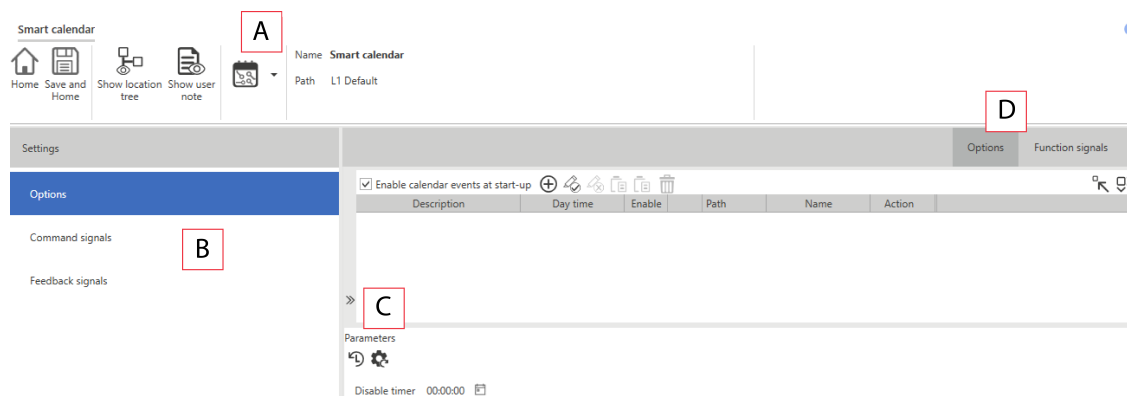 Smart calendar
A
Home
Save and
Home
Show location
tree
Show user
note
Name Smart calendar
Path L1 Default
D
Settings
Options
Function signals
Options
Command signals
B
Feedback signals
Enable calendar events at start-up
Description Day time Enable Path Name Action
C
Parameters
Disable timer 00:00:00